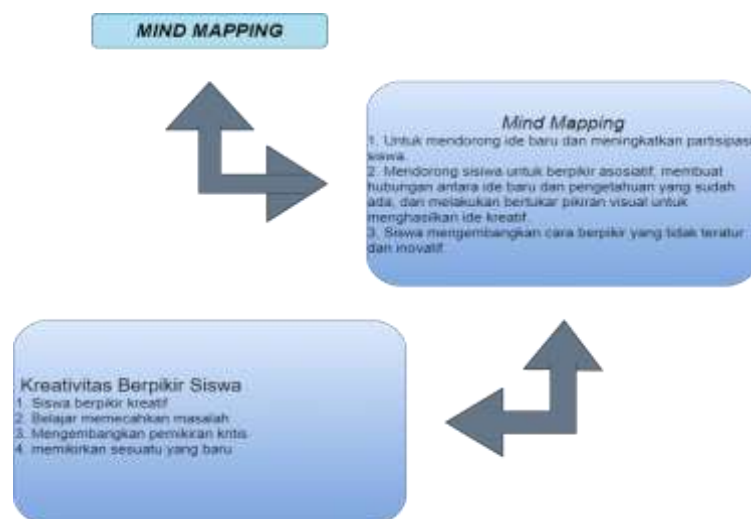 MIND MAPPING
Mind Mapping
1. Untuk mendorong ide baru dan meningkatkan partisipasi
siswa.
2. Mendorong sisiwa untuk berpikir asosiatif, membuat
hubungan antara ide baru dan pengetahuan yang sudah
ada, dan melakukan bertukar pikiran visual untuk
menghasilkan ide kreatif.
3. Siswa mengembangkan cara berpikir yang tidak teratur
dan inovatif
Kreativitas Berpikir Siswa
1. Siswa berpikir kreatif
2. Belajar memecahkan masalah
3. Mengembangkan pemikiran kritis
4. memikirkan sesuatu yang baru